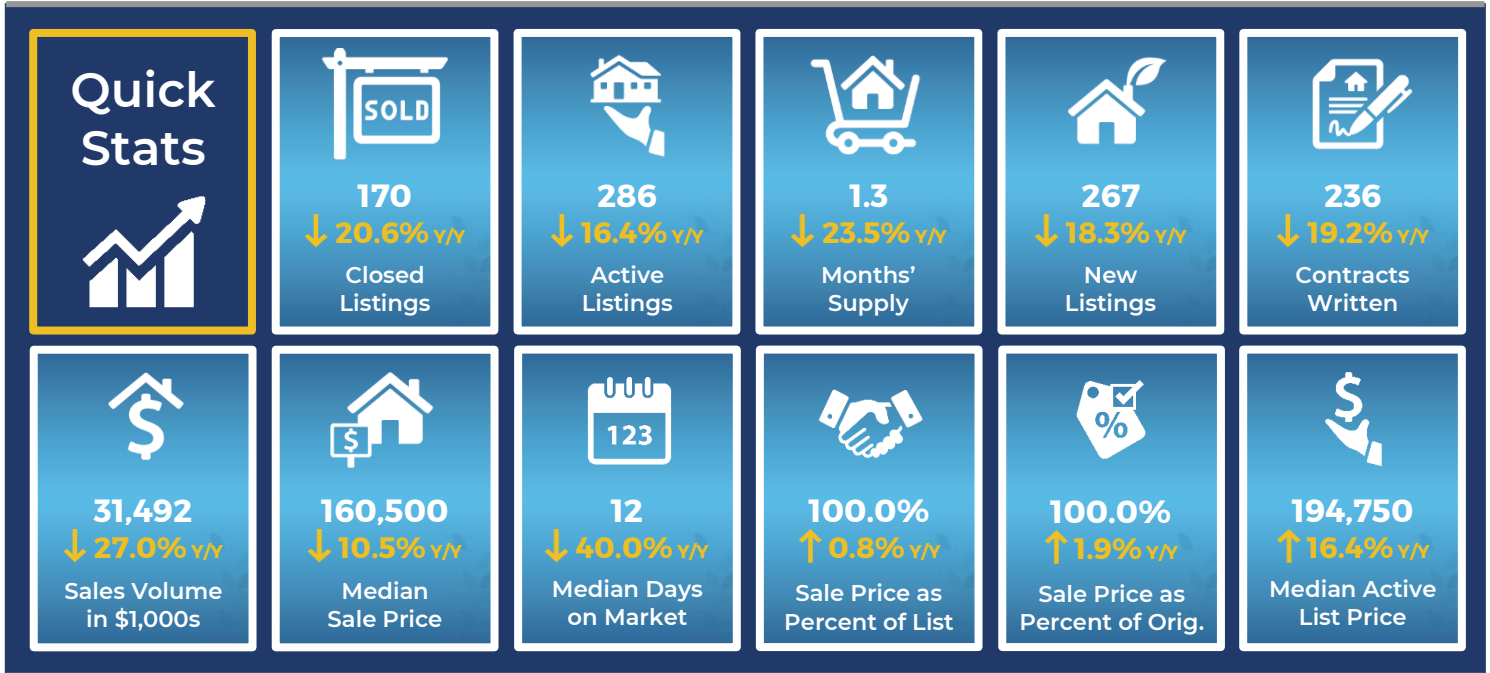 Quick
Stats
SOLD
170
↓ 20.6% Y/Y
Closed
Listings
286
↓ 16.4% Y/Y
Active
Listings
1.3
↓ 23.5% Y/Y
Months’
Supply
267
↓ 18.3% Y/Y
New
Listings
236
↓ 19.2% Y/Y
Contracts
Written
$
31,492
↓ 27.0% Y/Y
Sales Volume
in $1,000s
$
160,500
↓ 10.5% Y/Y
Median
Sale Price
123
12
↓ 40.0% Y/Y
Median Days
on Market
100.0%
↑ 0.8% Y/Y
Sale Price as
Percent of List
%
100.0%
↑ 1.9% Y/Y
Sale Price as
Percent of Orig.
$
194,750
↑ 16.4% Y/Y
Median Active
List Price